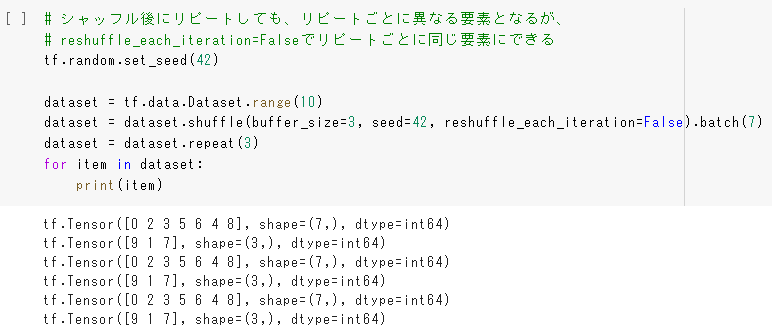 [ ] # シャッフル後にリピートしても、リピートごとに異なる要素となるが、
# reshuffle_each_iteration=Falseでリピートごとに同じ要素にできる
tf.random.set_seed(42)
dataset = tf.data.Dataset.range(10)
dataset = dataset.shuffle(buffer_size=3, seed=42, reshuffle_each_iteration=False).batch(7)
dataset = dataset.repeat(3)
for item in dataset:
    print(item)
tf.Tensor([0 2 3 5 6 4 8], shape=(7,), dtype=int64)
tf.Tensor([9 1 7], shape=(3,), dtype=int64)
tf.Tensor([0 2 3 5 6 4 8], shape=(7,), dtype=int64)
tf.Tensor([9 1 7], shape=(3,), dtype=int64)
tf.Tensor([0 2 3 5 6 4 8], shape=(7,), dtype=int64)
tf.Tensor([9 1 7], shape=(3,), dtype=int64)